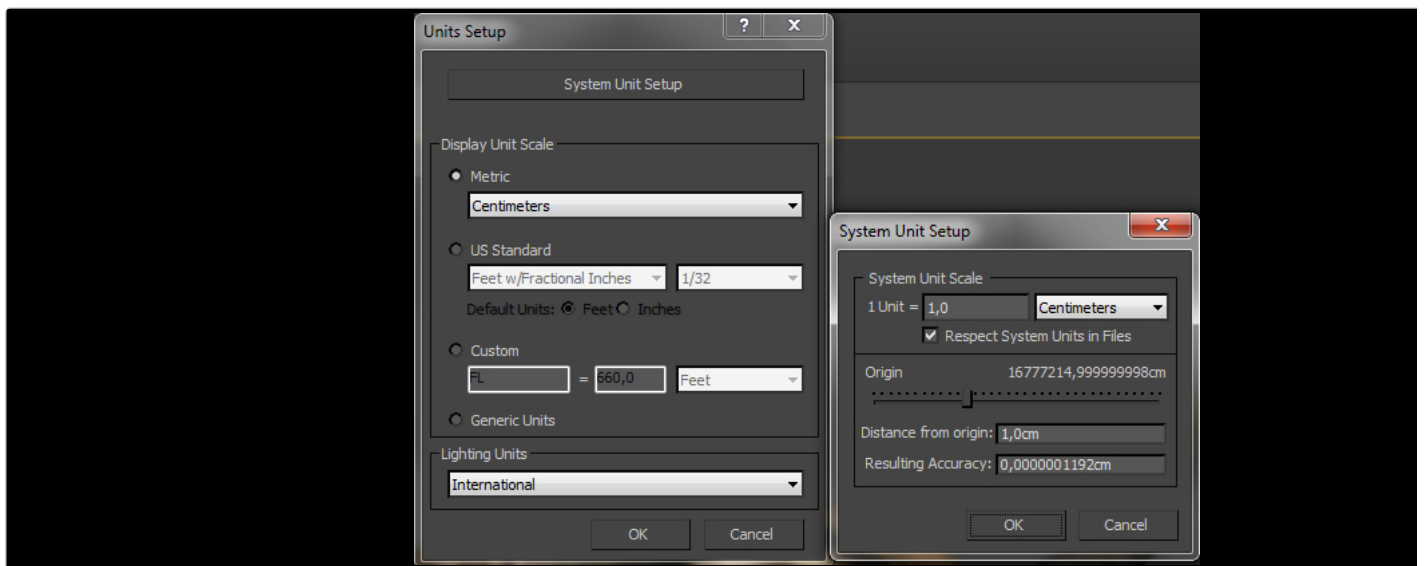 Units Setup
System Unit Setup
Display Unit Scale
Metric
Centimeters
US Standard
Feet w/Fractional Inches 1/32
Default Units: Feet Inches
Custom
FL = 660,0 Feet
Generic Units
Lighting Units
International
OK Cancel
System Unit Setup
System Unit Scale
1 Unit = 1,0 Centimeters
Respect System Units in Files
Origin 16777214,999999998cm
Distance from origin: 1,0cm
Resulting Accuracy: 0,0000001192cm
OK Cancel